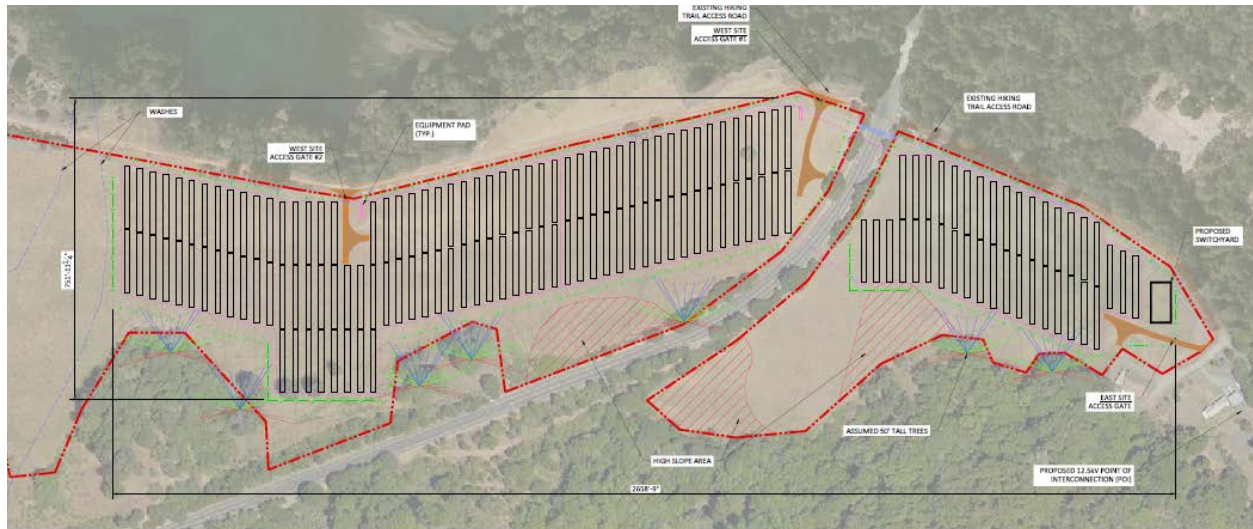 EXISTING HIKING
TRAIL ACCESS ROAD
WEST SITE
ACCESS GATE #1
WASHES
EQUIPMENT PAD
(TYP.)
EXISTING HIKING
TRAIL ACCESS ROAD
WEST SITE
ACCESS GATE #2
PROPOSED
SWITCHYARD
EAST SITE
ACCESS GATE
ASSUMED 50' TALL TREES
HIGH SLOPE AREA
PROPOSED 12.5kV POINT OF
INTERCONNECTION (POI)
2658'-9"